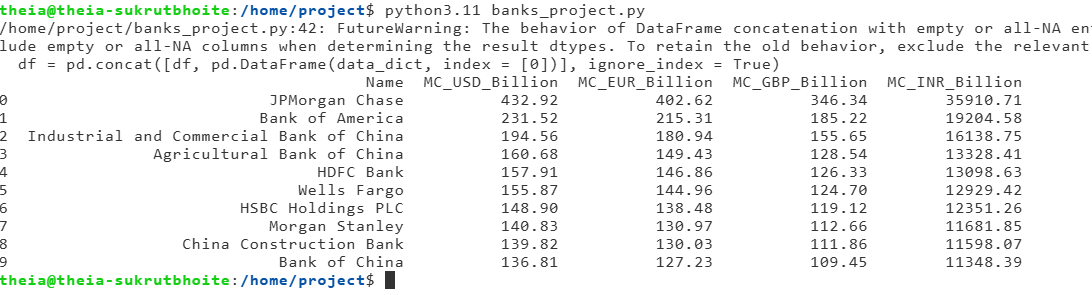 theia@theia-sukrutbhoite:/home/project$ python3.11 banks_project.py
/home/project/banks_project.py:42: FutureWarning: The behavior of DataFrame concatenation with empty or all-NA en
lude empty or all-NA columns when determining the result dtypes. To retain the old behavior, exclude the relevant
  df = pd.concat([df, pd.DataFrame(data_dict, index = [0])], ignore_index = True)
                                      Name  MC_USD_Billion  MC_EUR_Billion  MC_GBP_Billion  MC_INR_Billion
0                           JPMorgan Chase          432.92          402.62          346.34        35910.71
1                          Bank of America          231.52          215.31          185.22        19204.58
2  Industrial and Commercial Bank of China          194.56          180.94          155.65        16138.75
3               Agricultural Bank of China          160.68          149.43          128.54        13328.41
4                                HDFC Bank          157.91          146.86          126.33        13098.63
5                              Wells Fargo          155.87          144.96          124.70        12929.42
6                        HSBC Holdings PLC          148.90          138.48          119.12        12351.26
7                           Morgan Stanley          140.83          130.97          112.66        11681.85
8                  China Construction Bank          139.82          130.03          111.86        11598.07
9                            Bank of China          136.81          127.23          109.45        11348.39
theia@theia-sukrutbhoite:/home/project$